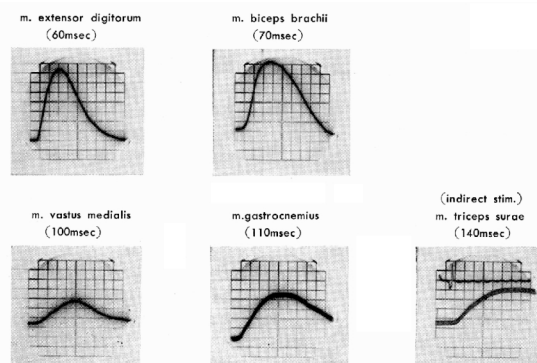 m. extensor digitorum
(60msec)
m. biceps brachii
(70msec)
m. vastus medialis
(100msec)
m.gastrocnemius
(110msec)
(indirect stim.)
m. triceps surae
(140msec)